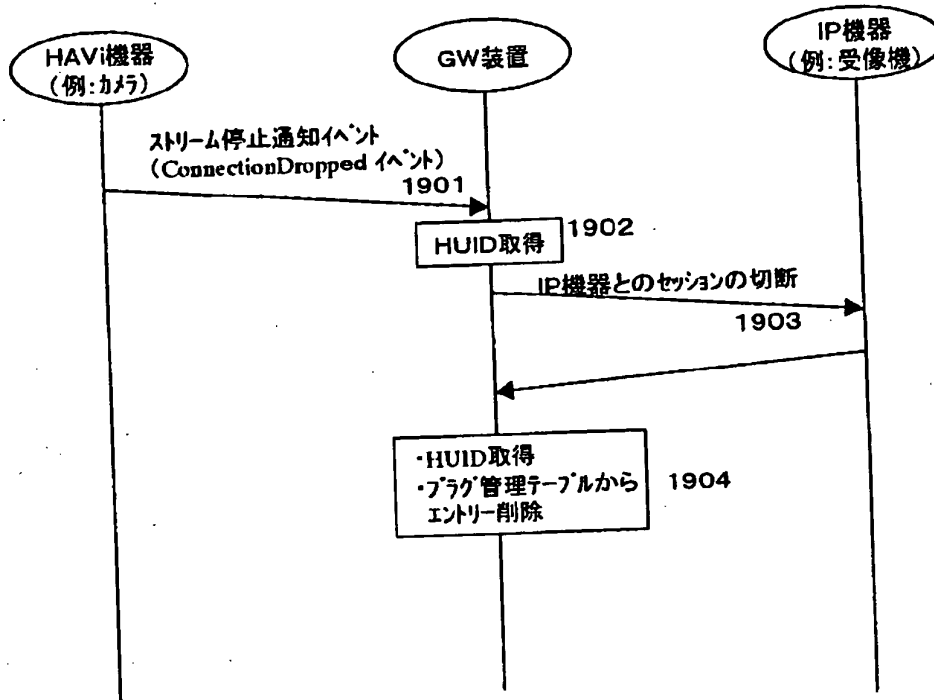 HAVi機器
(例:カメラ)
GW装置
IP機器
(例:受像機)
ストリーム停止通知イベント
(ConnectionDropped イベント)
1901
HUID取得
1902
IP機器とのセッションの切断
1903
・HUID取得
・プラグ管理テーブルから
エントリー削除
1904